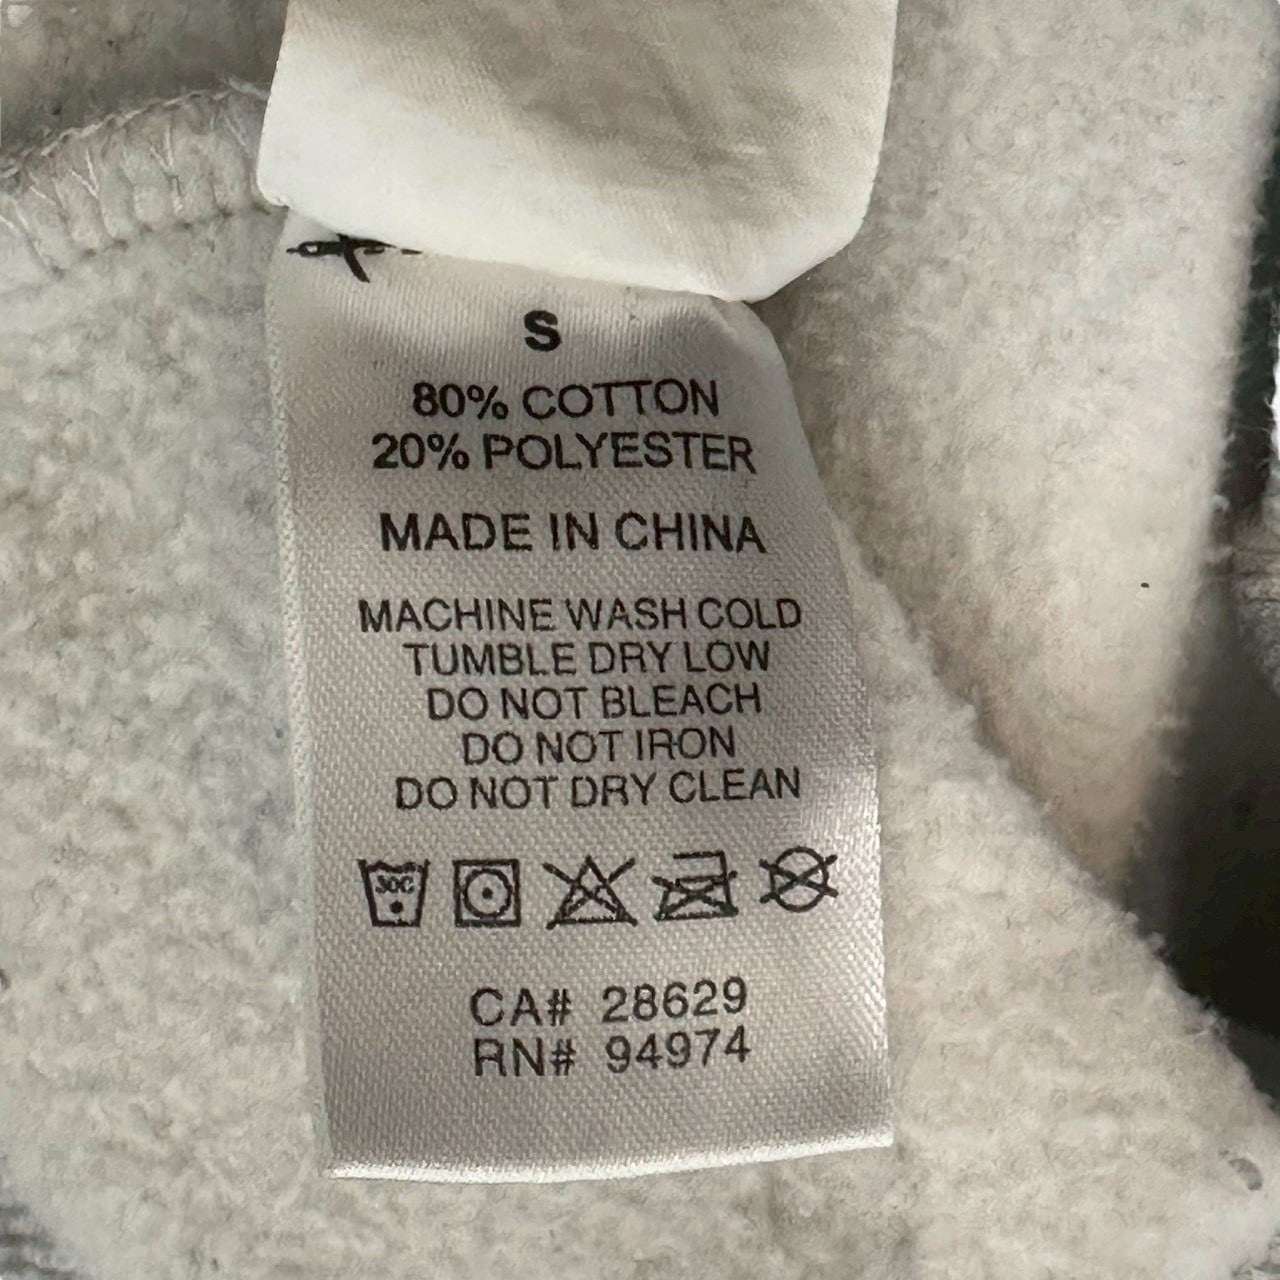 S
80% COTTON
20% POLYESTER
MADE IN CHINA
MACHINE WASH COLD
TUMBLE DRY LOW
DO NOT BLEACH
DO NOT IRON
DO NOT DRY CLEAN
30C
CA# 28629
RN# 94974